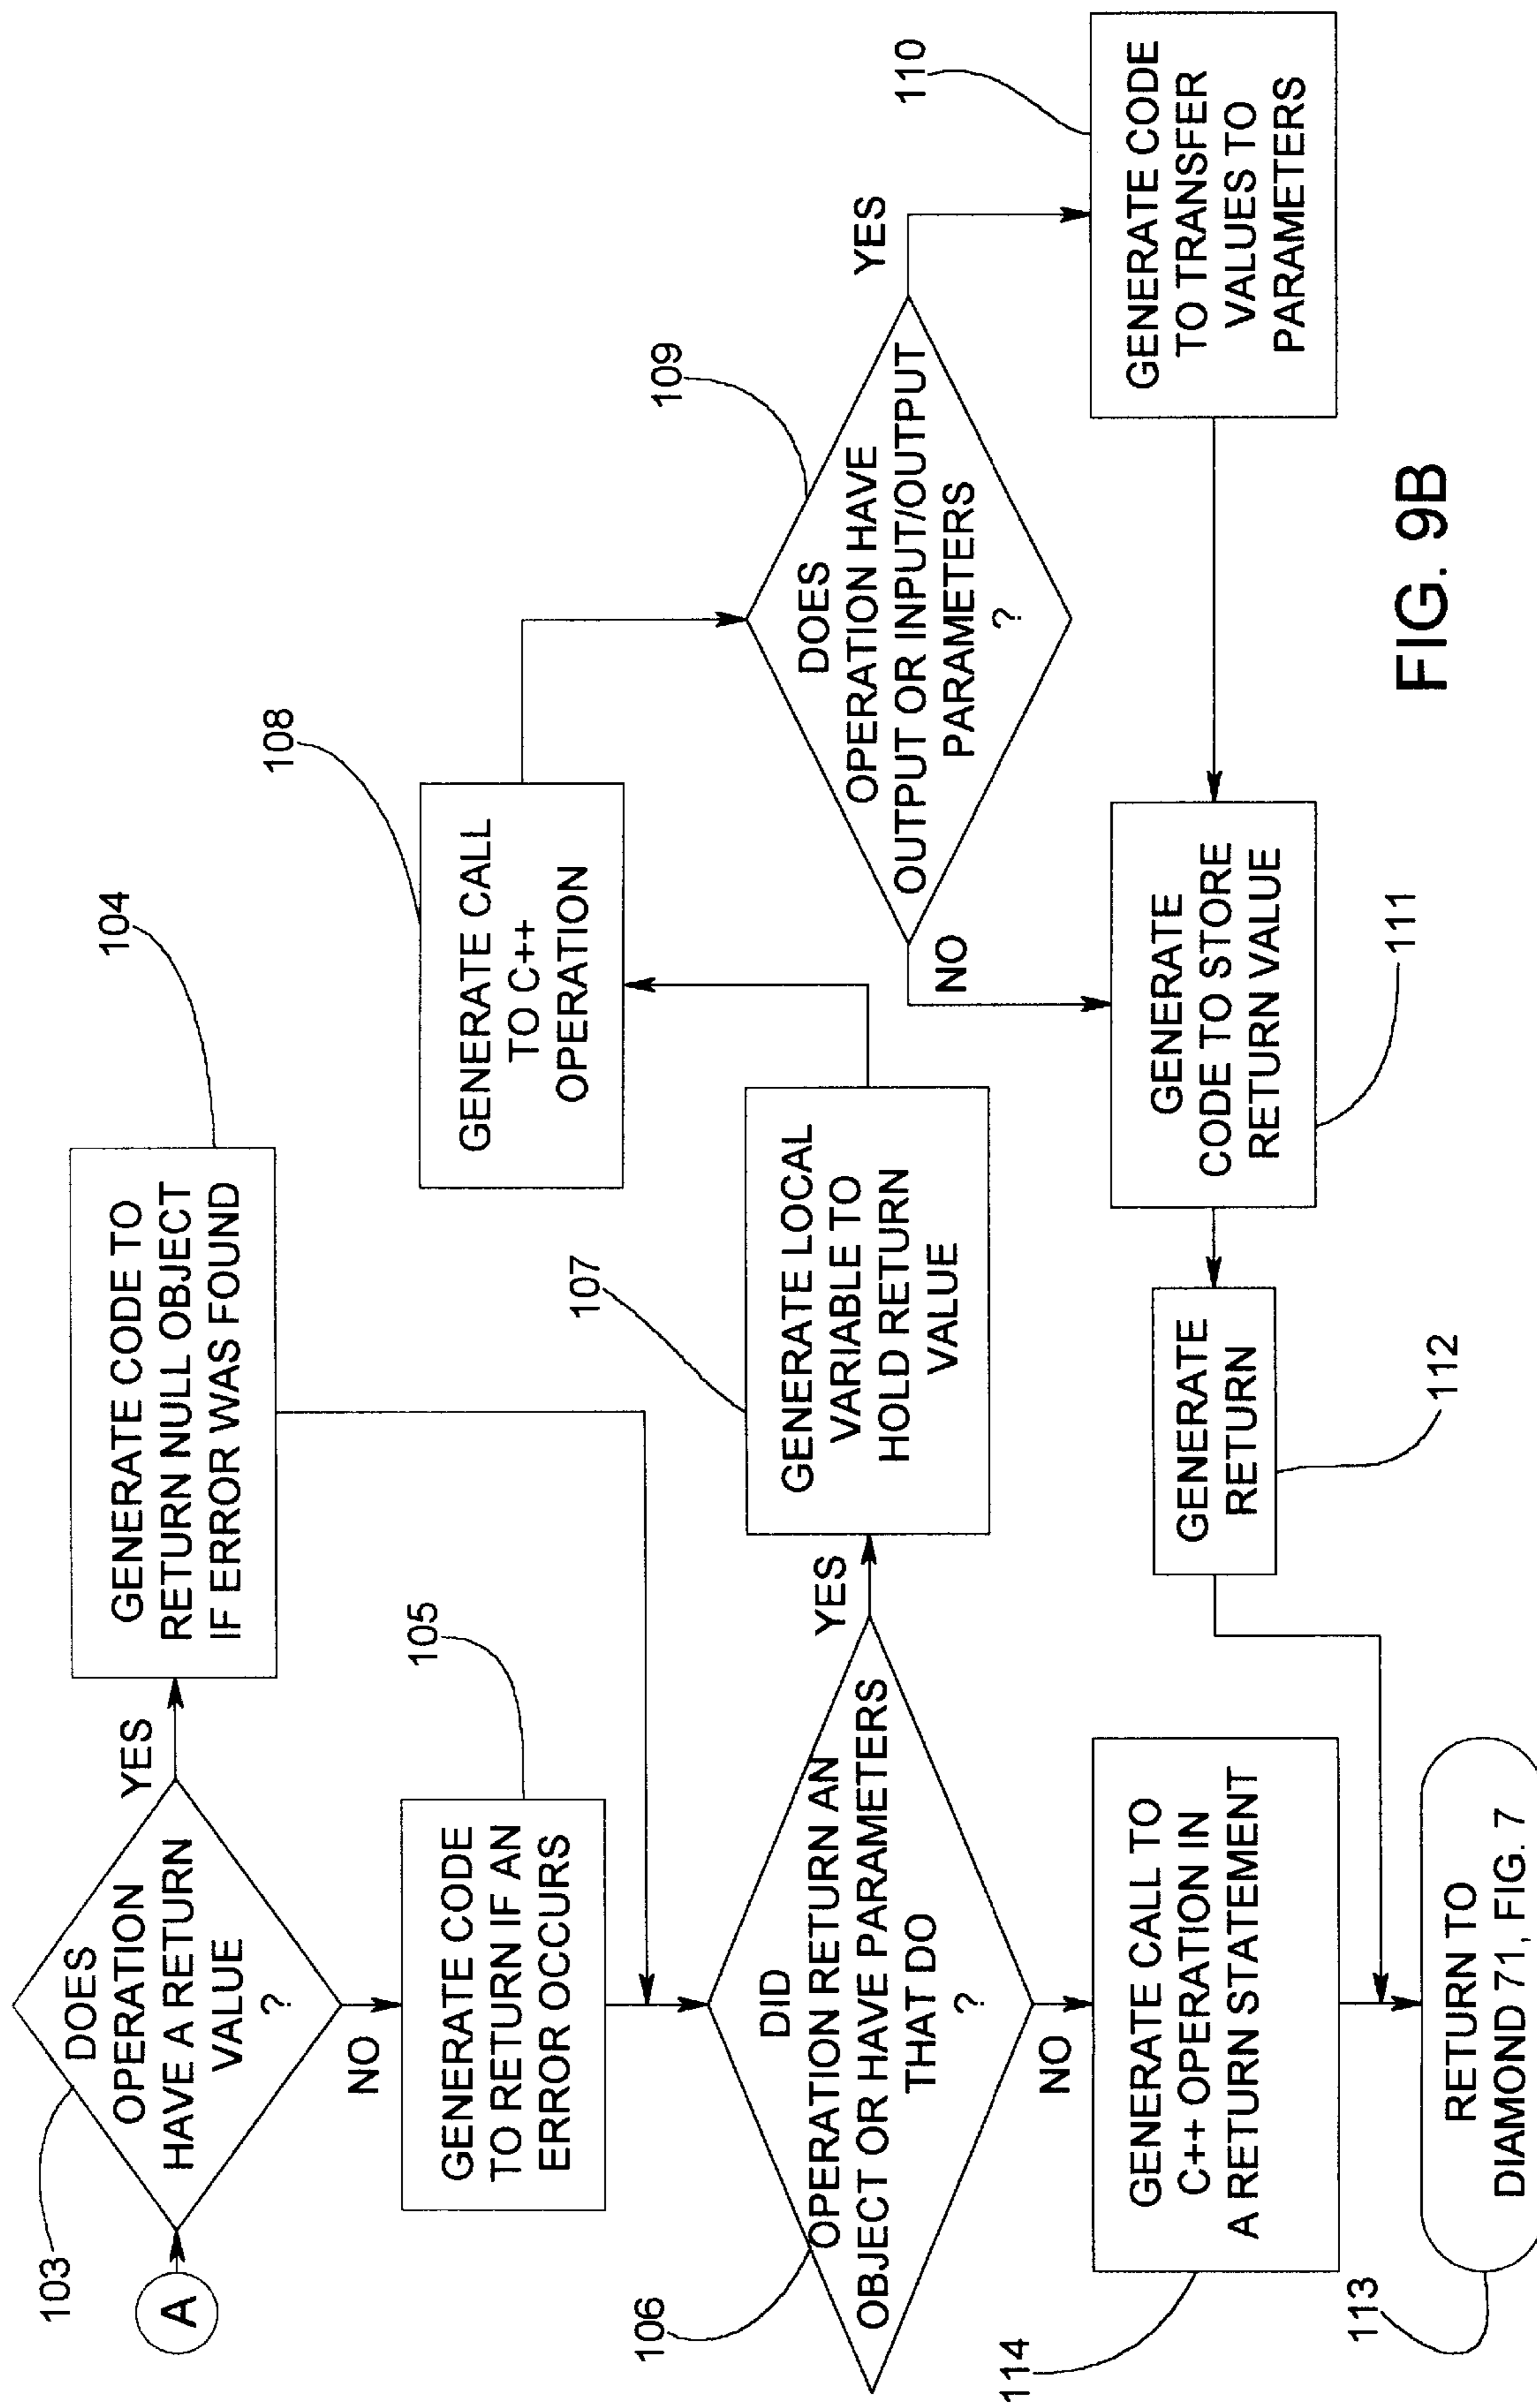 103
A
DOES
OPERATION
HAVE A RETURN
VALUE
?
YES
NO
104
GENERATE CODE TO
RETURN NULL OBJECT
IF ERROR WAS FOUND
105
GENERATE CODE
TO RETURN IF AN
ERROR OCCURS
106
DID
OPERATION RETURN AN
OBJECT OR HAVE PARAMETERS
THAT DO
?
YES
NO
107
GENERATE LOCAL
VARIABLE TO
HOLD RETURN
VALUE
108
GENERATE CALL
TO C++
OPERATION
109
DOES
OPERATION HAVE
OUTPUT OR INPUT/OUTPUT
PARAMETERS
?
YES
NO
110
GENERATE CODE
TO TRANSFER
VALUES TO
PARAMETERS
GENERATE
CODE TO STORE
RETURN VALUE
111
GENERATE
RETURN
112
114
GENERATE CALL TO
C++ OPERATION IN
A RETURN STATEMENT
113
RETURN TO
DIAMOND 71, FIG. 7
FIG. 9B